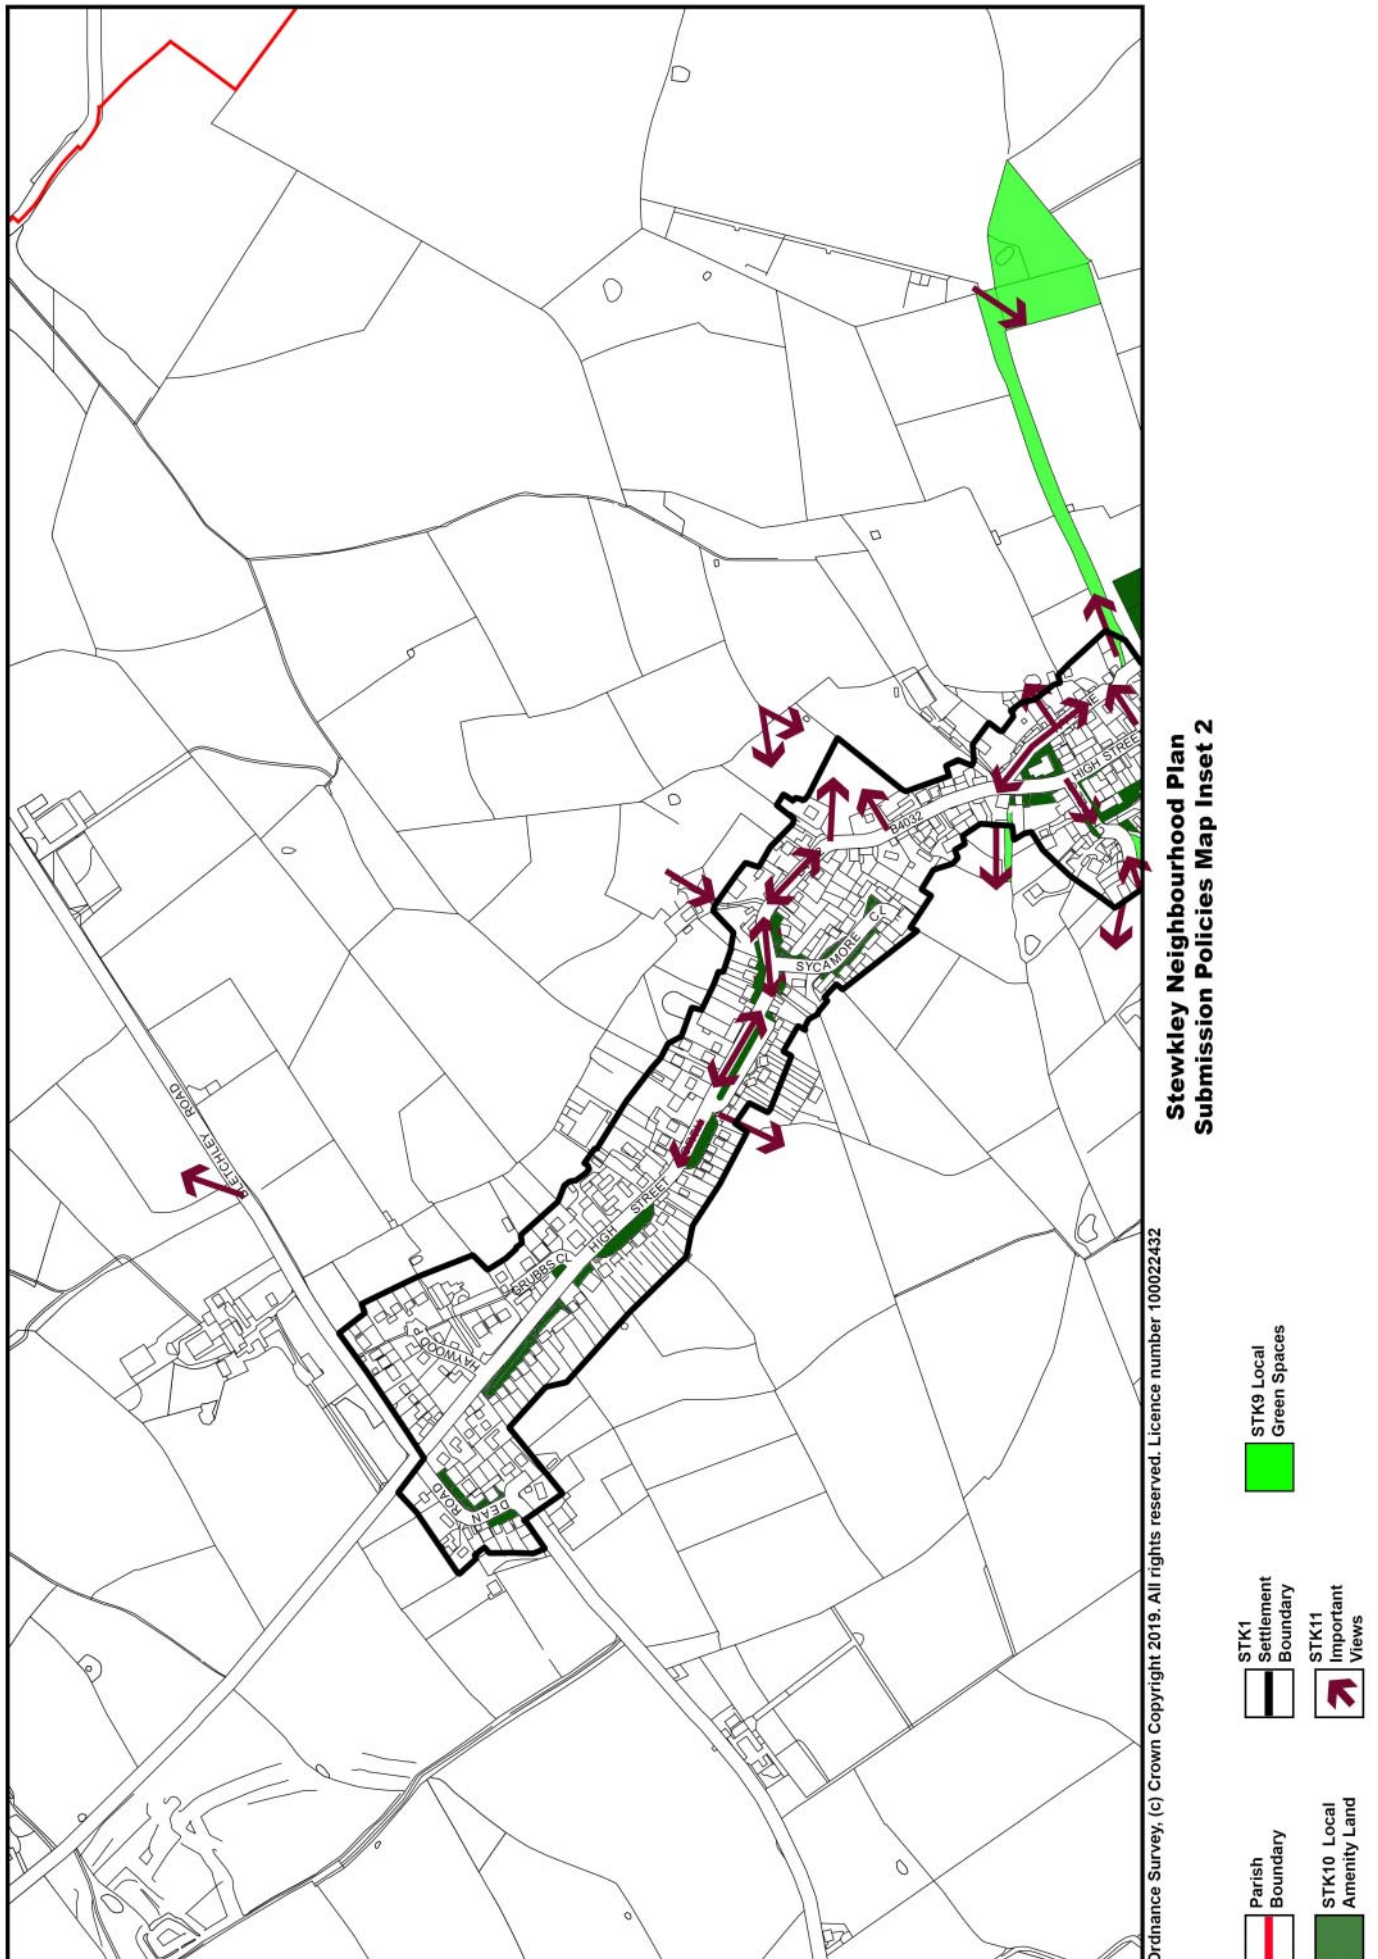 BLETCHLEY ROAD
HAYWOOD P
GRUBBS CL
HIGH STREET
DEAN ROAD
SYCAMORE CL
B4032
HIGH STREE
NE
Stewkley Neighbourhood Plan
Submission Policies Map Inset 2
Ordnance Survey, (c) Crown Copyright 2019. All rights reserved. Licence number 100022432
Parish
Boundary
STK1
Settlement
Boundary
STK9 Local
Green Spaces
STK10 Local
Amenity Land
STK11
Important
Views